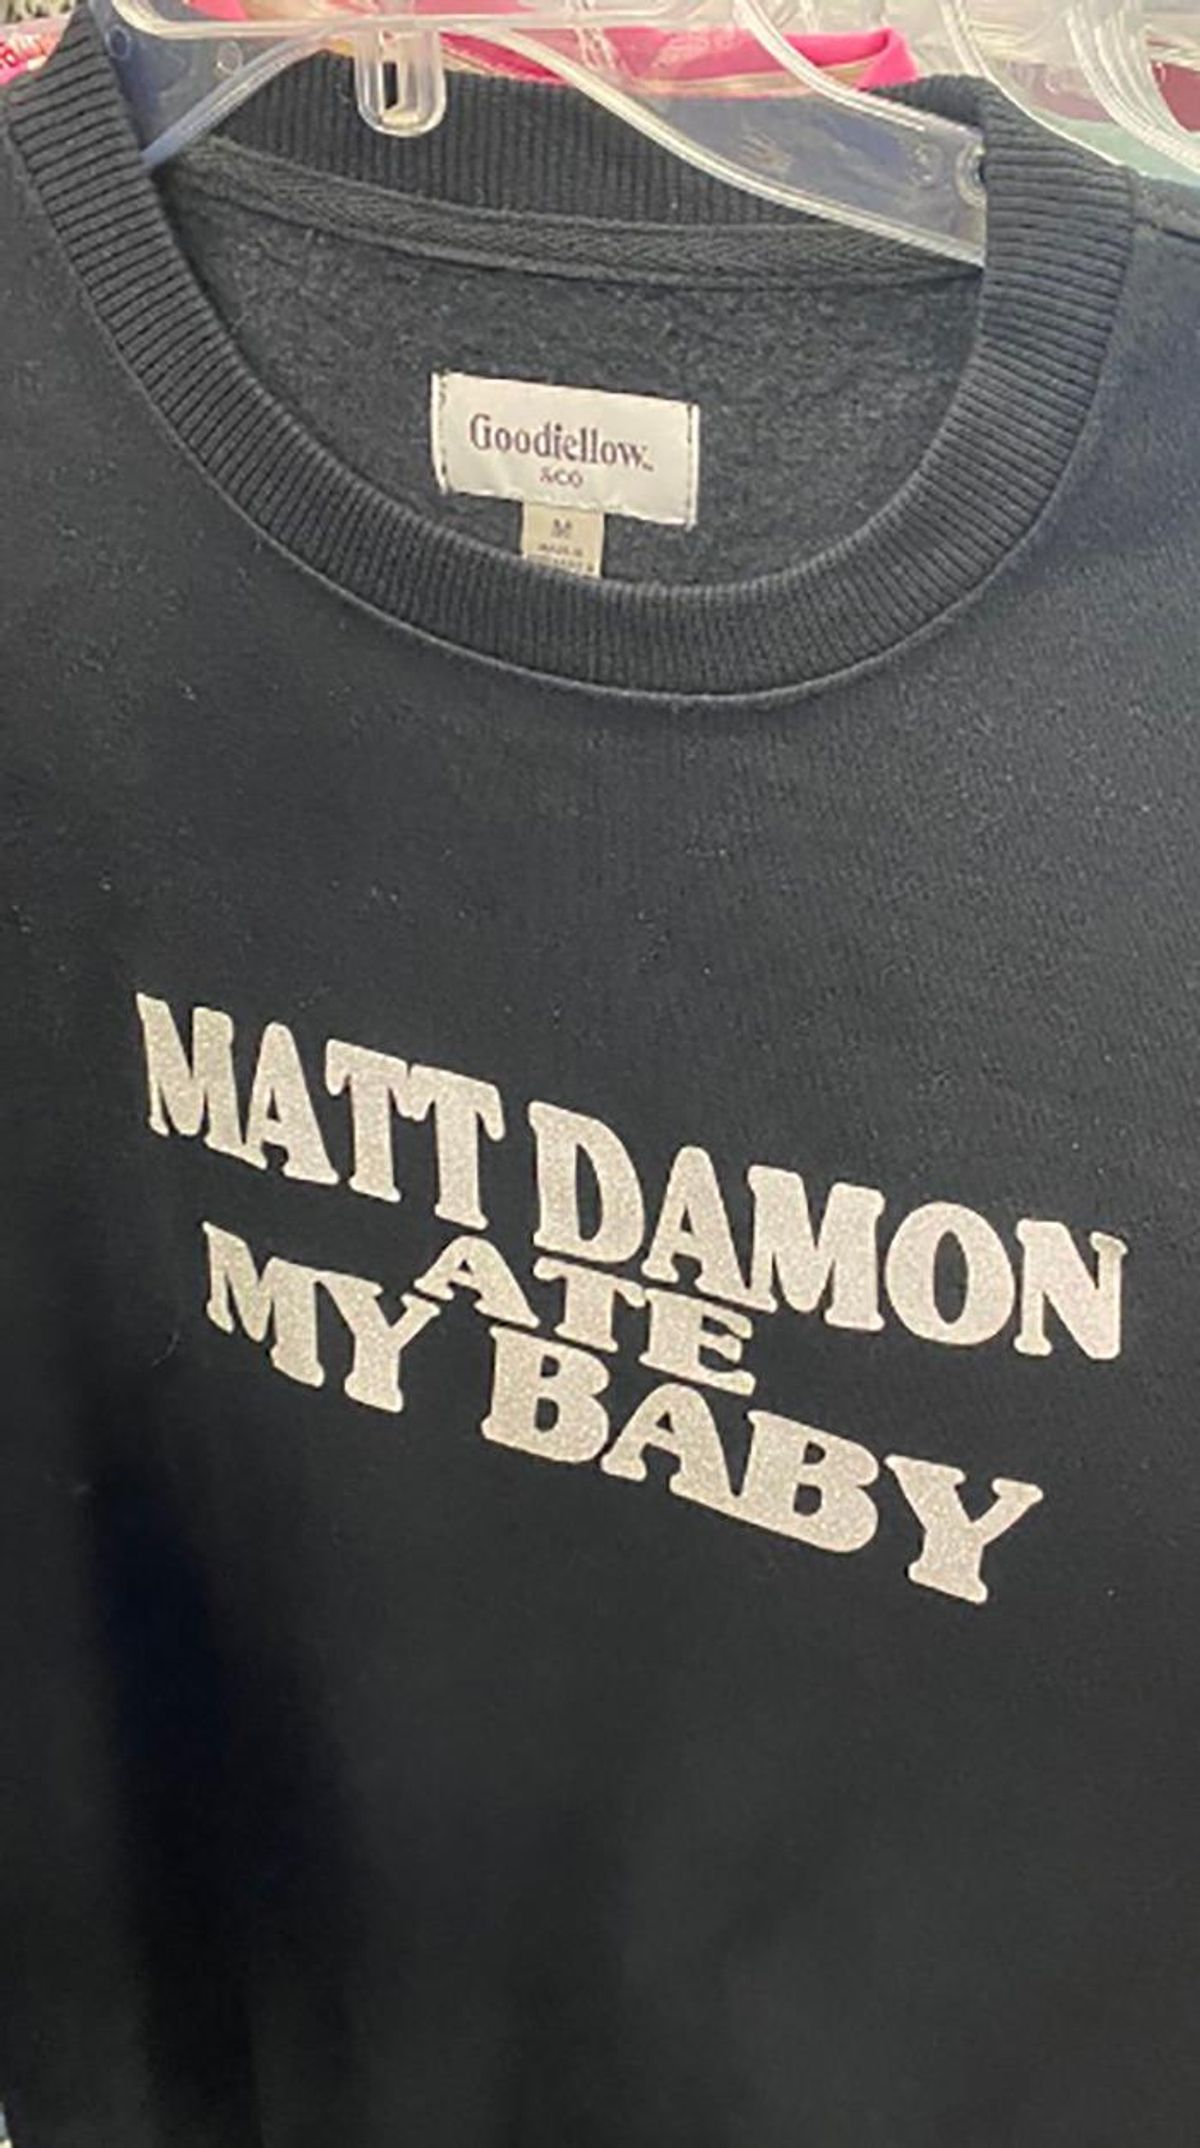 Goodfellow
&CO
M
MATT DAMON
ATE
MY BABY